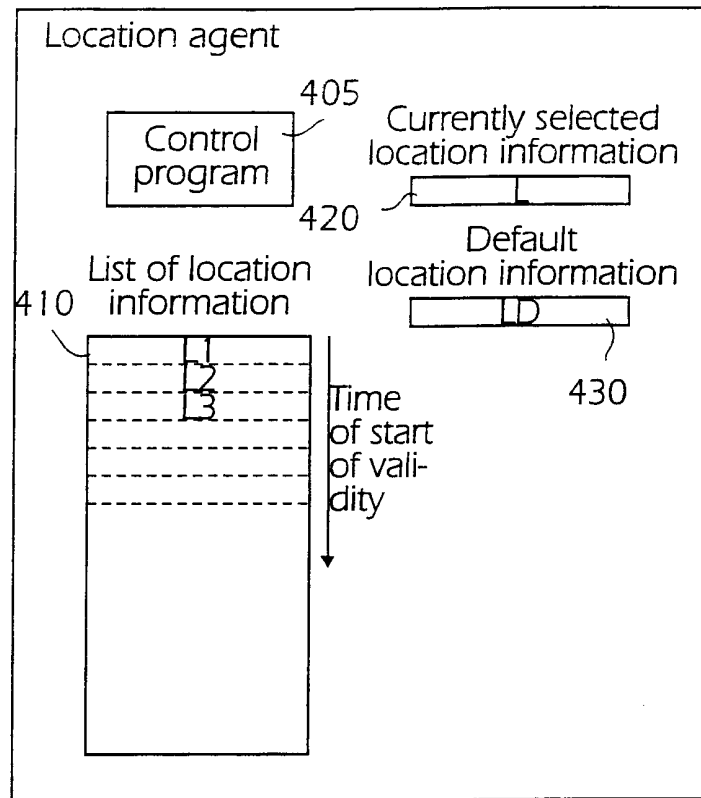 Location agent
405
Control
program
Currently selected
location information
L
420
Default
location information
LD
430
List of location
information
410
L1
L2
L3
Time
of start
of vali-
dity